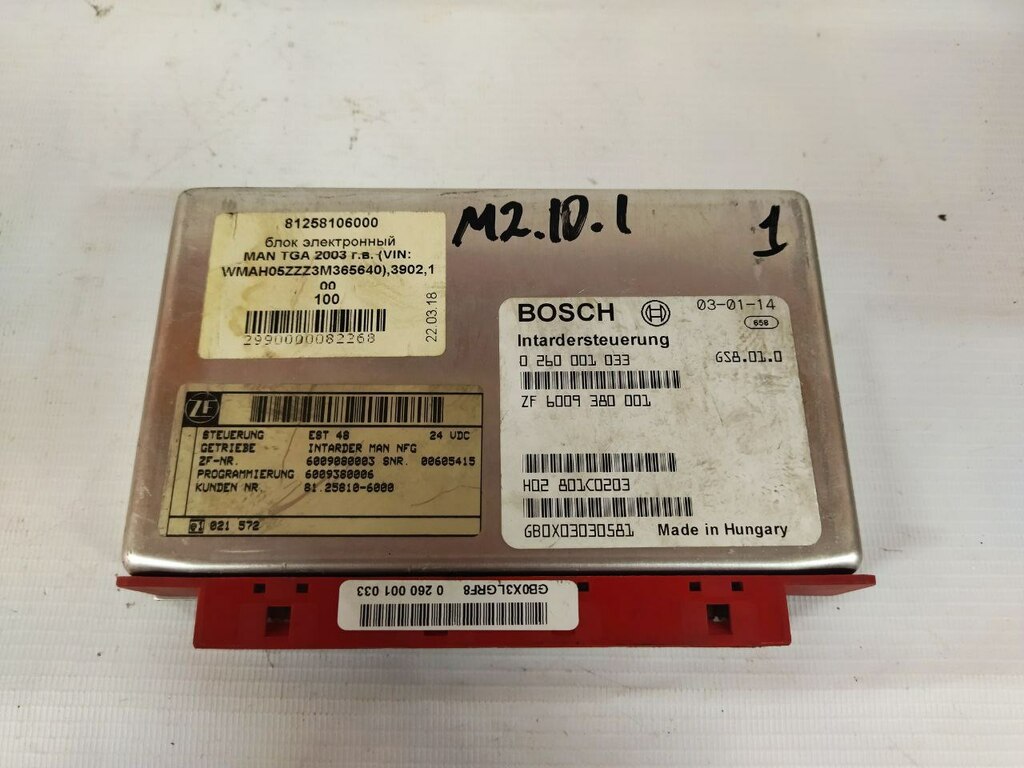 81258106000
блок электронный
MAN TGA 2003 г.в. (VIN:
WMAH05ZZZ3M365640),3902,1
00
100
2990000082268
22.03.18
M2.10.1
1
BOSCH
03-01-14
658
Intardersteuerung
0 260 001 033
GS8.01.0
ZF 6009 380 001
H02 801C0203
GB0X03030581
Made in Hungary
ZF
STEUERUNG EST 48 24 VDC
GETRIEBE INTARDER MAN NFG
ZF-NR. 6009080003 SNR. 00605415
PROGRAMMIERUNG 6009380006
KUNDEN NR. 81.25810-6000
e1 021 572
GB0X3LGRF8 0 260 001 033